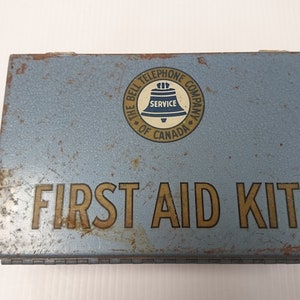 THE BELL TELEPHONE COMPANY
OF CANADA
SERVICE
FIRST AID KIT